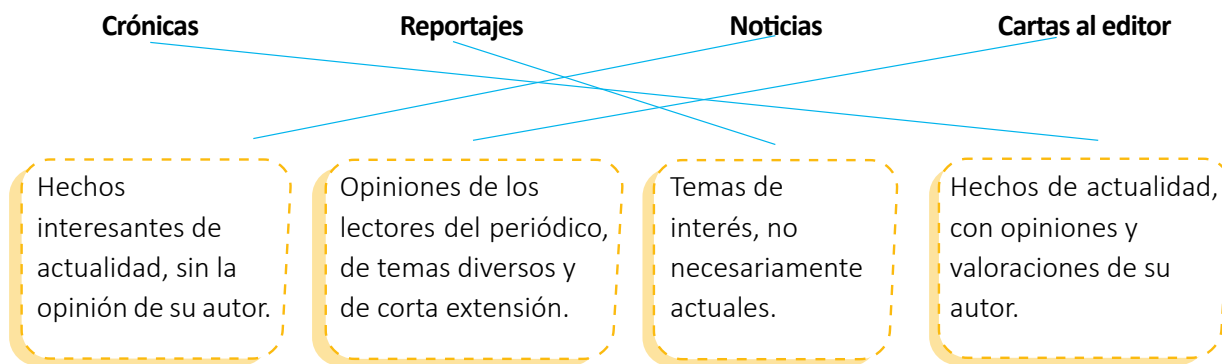 Crónicas Reportajes Noticias Cartas al editor
Hechos
interesantes de
actualidad, sin la
opinión de su autor.
Opiniones de los
lectores del periódico,
de temas diversos y
de corta extensión.
Temas de
interés, no
necesariamente
actuales.
Hechos de actualidad,
con opiniones y
valoraciones de su
autor.